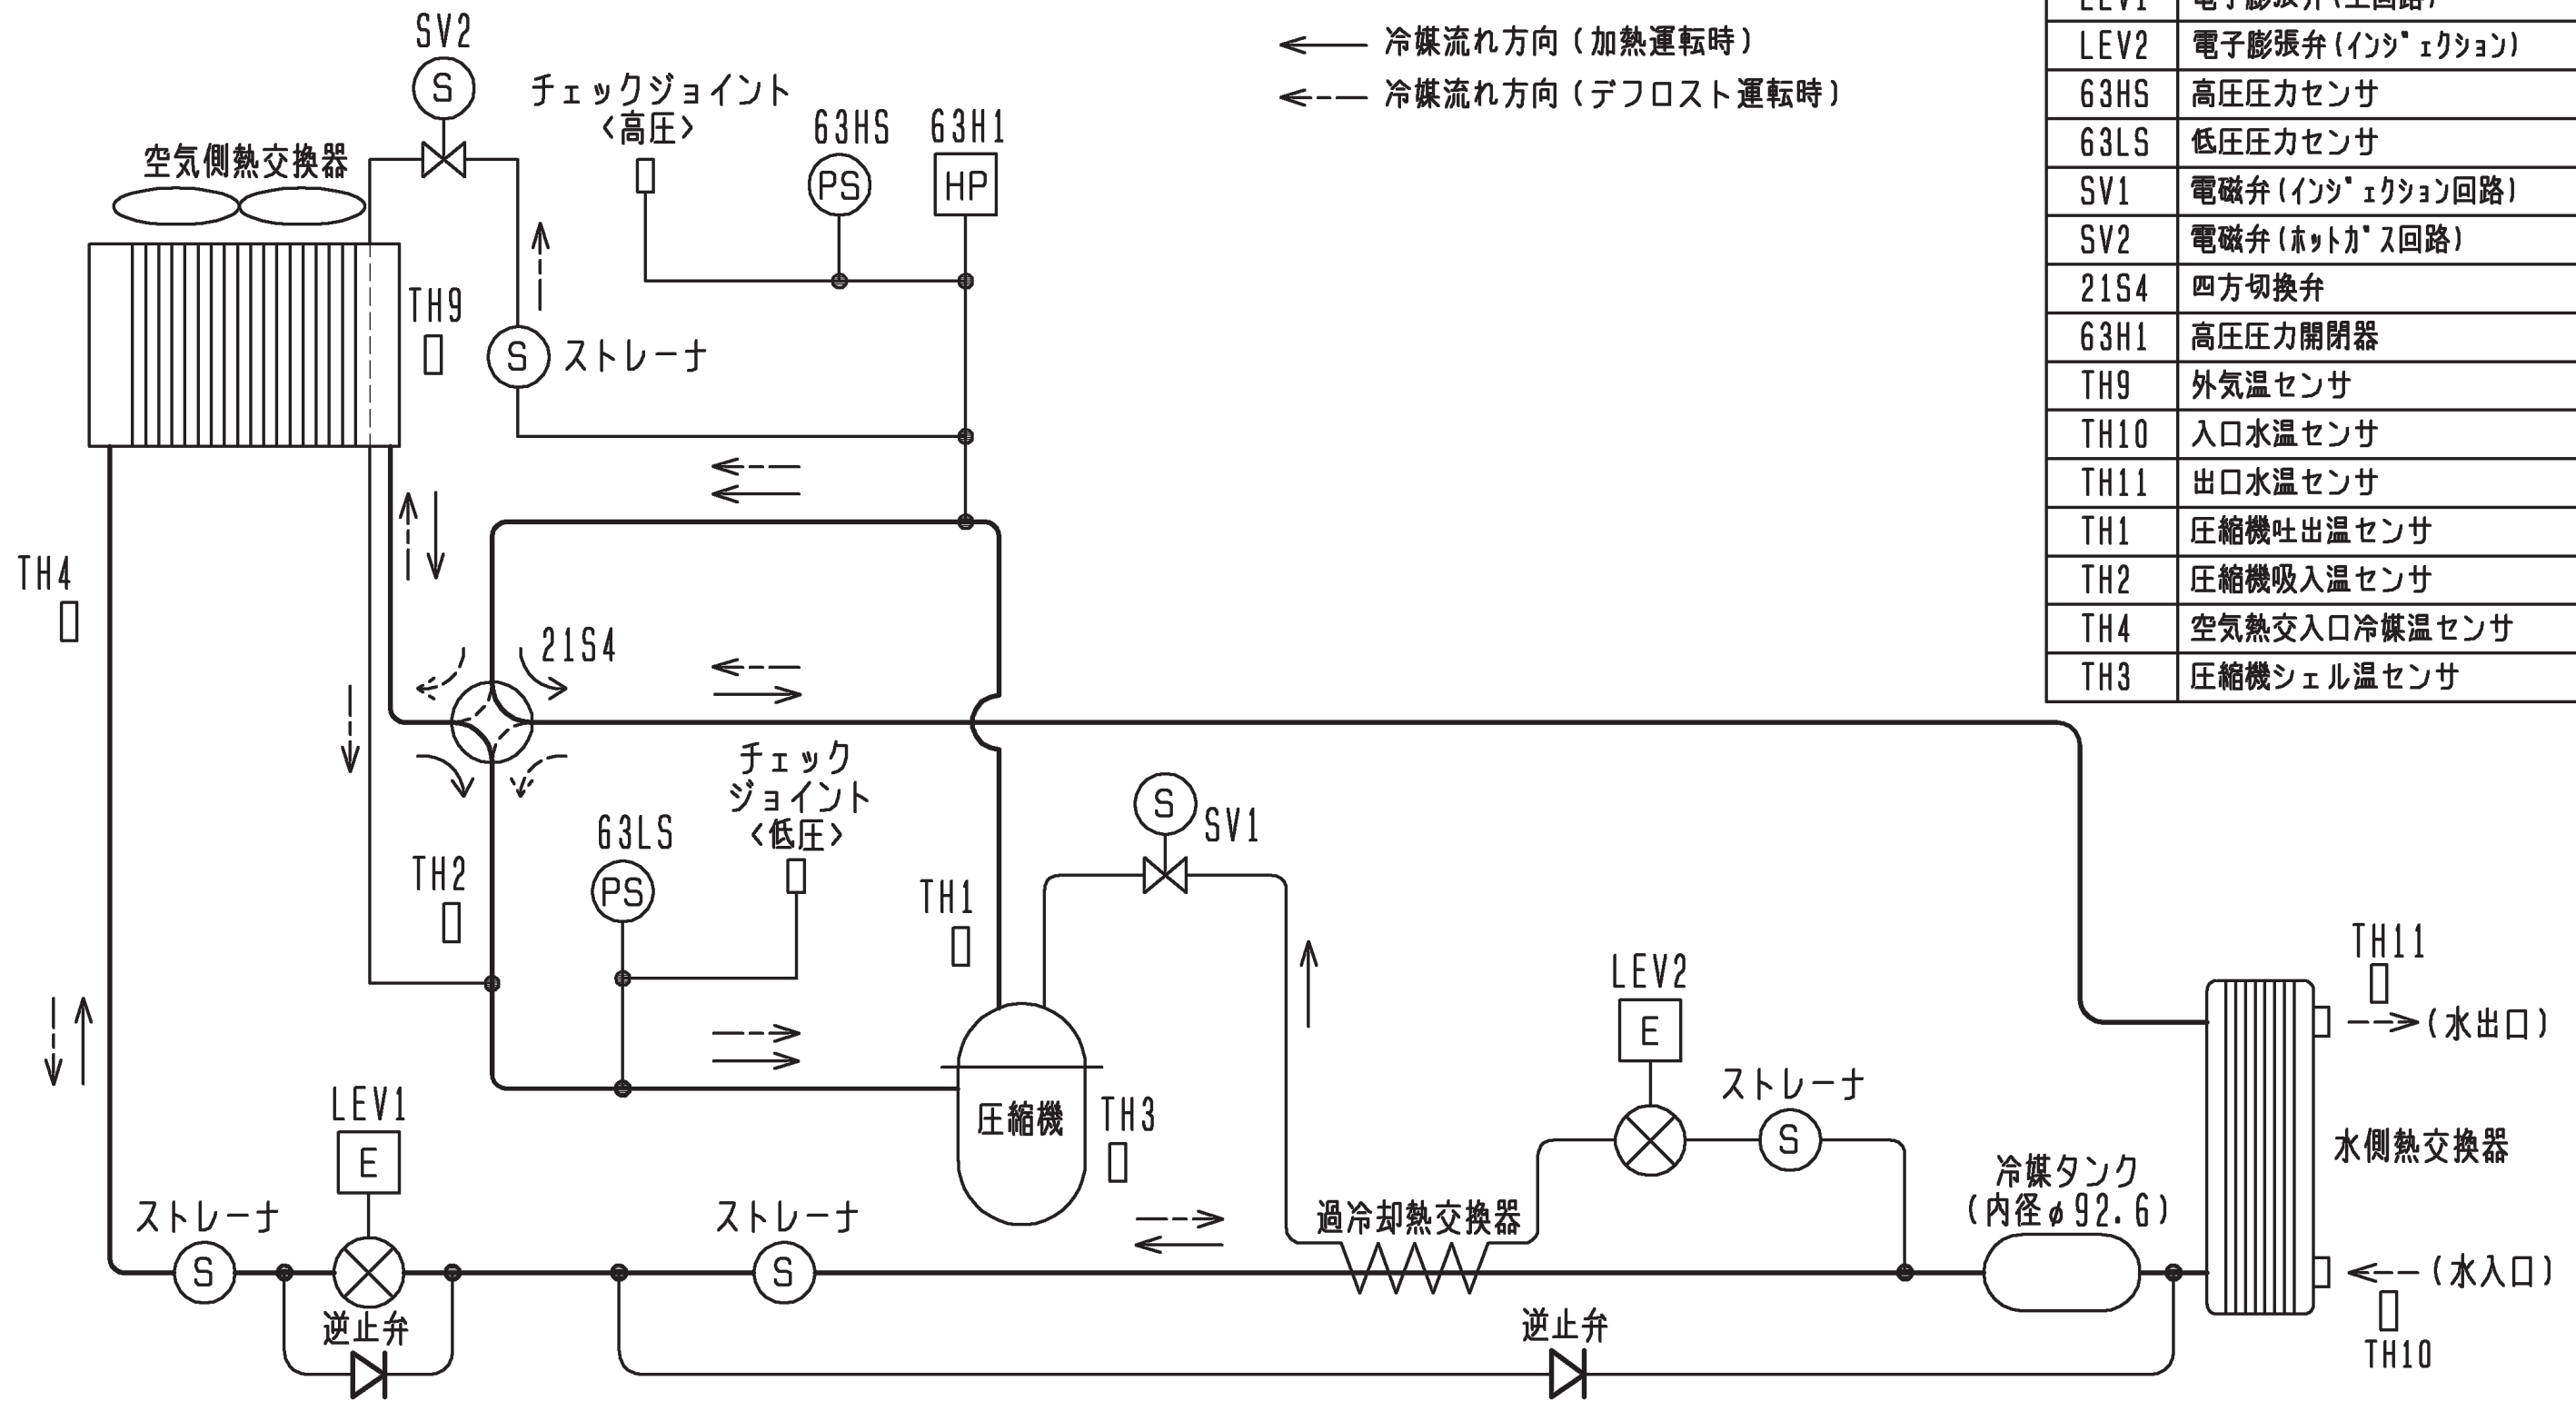 SV2
S
チェックジョイント
<高圧>
63HS
PS
63H1
HP
空気側熱交換器
冷媒流れ方向(加熱運転時)
冷媒流れ方向(デフロスト運転時)
TH9
S
ストレーナ
TH4
21S4
TH2
63LS
PS
チェック
ジョイント
<低圧>
TH1
S
SV1
圧縮機
TH3
LEV1
E
ストレーナ
S
逆止弁
ストレーナ
S
過冷却熱交換器
LEV2
E
ストレーナ
S
逆止弁
冷媒タンク
(内径φ92.6)
TH11
(水出口)
水側熱交換器
(水入口)
TH10
LEV2 電子膨張弁(インジェクション)
63HS 高圧圧力センサ
63LS 低圧圧力センサ
SV1 電磁弁(インジェクション回路)
SV2 電磁弁(ホットガス回路)
21S4 四方切換弁
63H1 高圧圧力開閉器
TH9 外気温センサ
TH10 入口水温センサ
TH11 出口水温センサ
TH1 圧縮機吐出温センサ
TH2 圧縮機吸入温センサ
TH4 空気熱交入口冷媒温センサ
TH3 圧縮機シェル温センサ